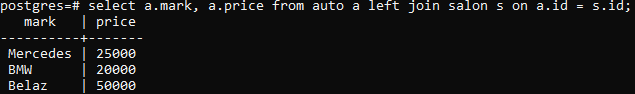 postgres=# select a.mark, a.price from auto a left join salon s on a.id = s.id;
mark | price
----------+-------
Mercedes | 25000
BMW | 20000
Belaz | 50000